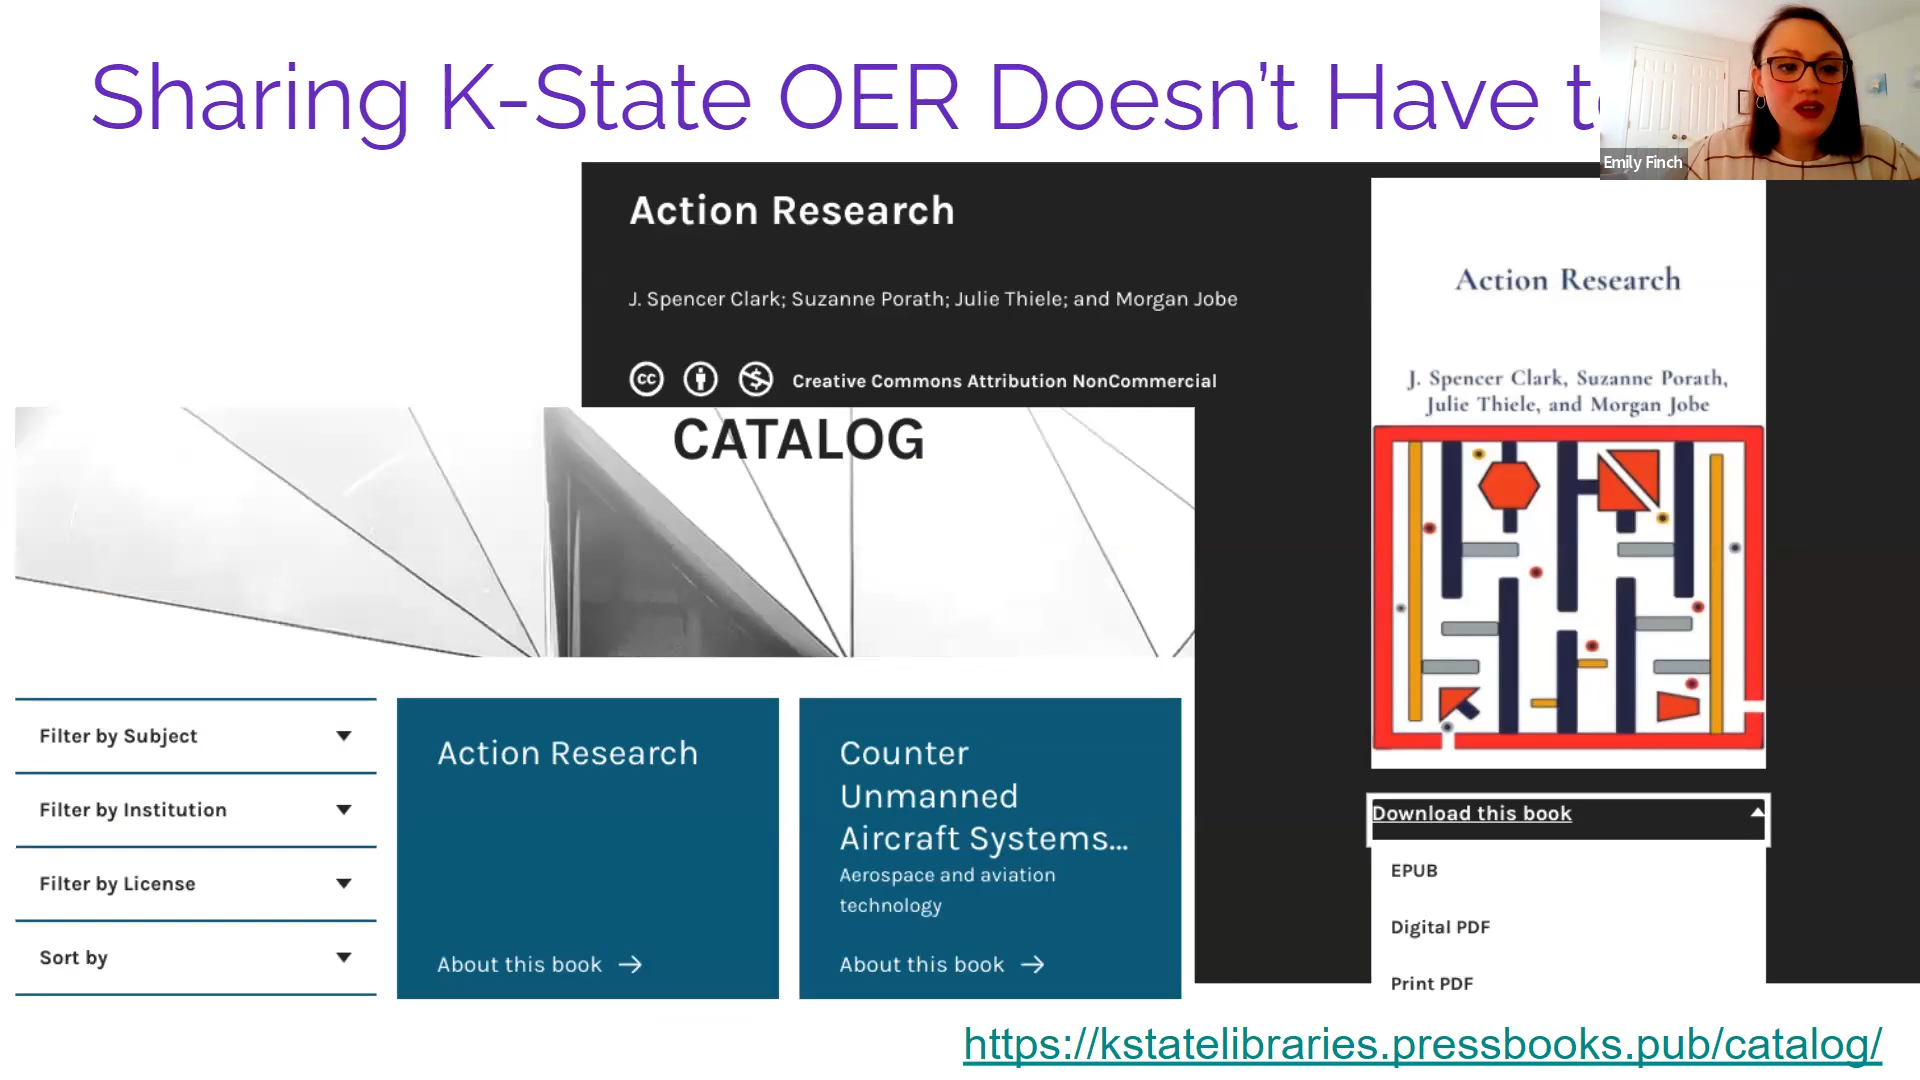 Sharing K-State OER Doesn't Have
Emily Finch
Action Research
J. Spencer Clark; Suzanne Porath; Julie Thiele; and Morgan Jobe
cc
Creative Commons Attribution NonCommercial
Action Research
J. Spencer Clark, Suzanne Porath,
Julie Thiele, and Morgan Jobe
Download this book
EPUB
Digital PDF
Print PDF
CATALOG
Filter by Subject
Filter by Institution
Filter by License
Sort by
Action Research
About this book
Counter
Unmanned
Aircraft Systems...
Aerospace and aviation
technology
About this book
https://kstatelibraries.pressbooks.pub/catalog/